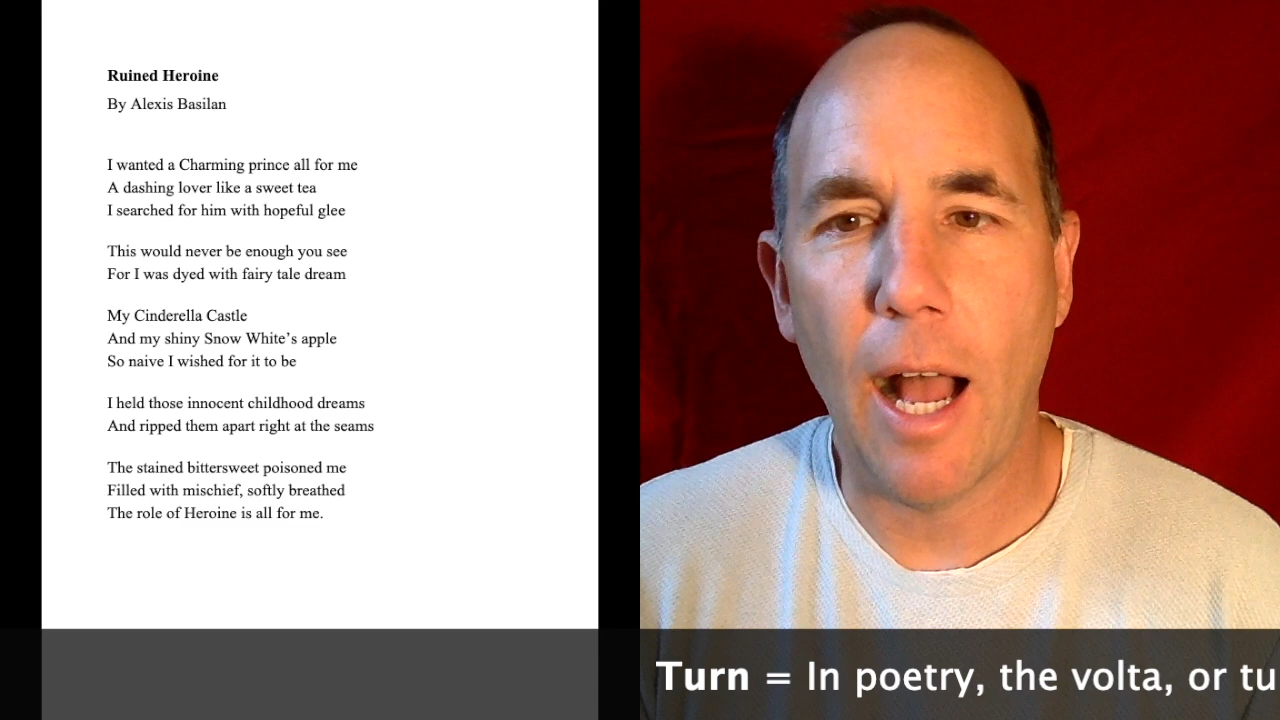 Ruined Heroine
By Alexis Basilan
I wanted a Charming prince all for me
A dashing lover like a sweet tea
I searched for him with hopeful glee
This would never be enough you see
For I was dyed with fairy tale dream
My Cinderella Castle
And my shiny Snow White’s apple
So naive I wished for it to be
I held those innocent childhood dreams
And ripped them apart right at the seams
The stained bittersweet poisoned me
Filled with mischief, softly breathed
The role of Heroine is all for me.
Turn = In poetry, the volta, or tu